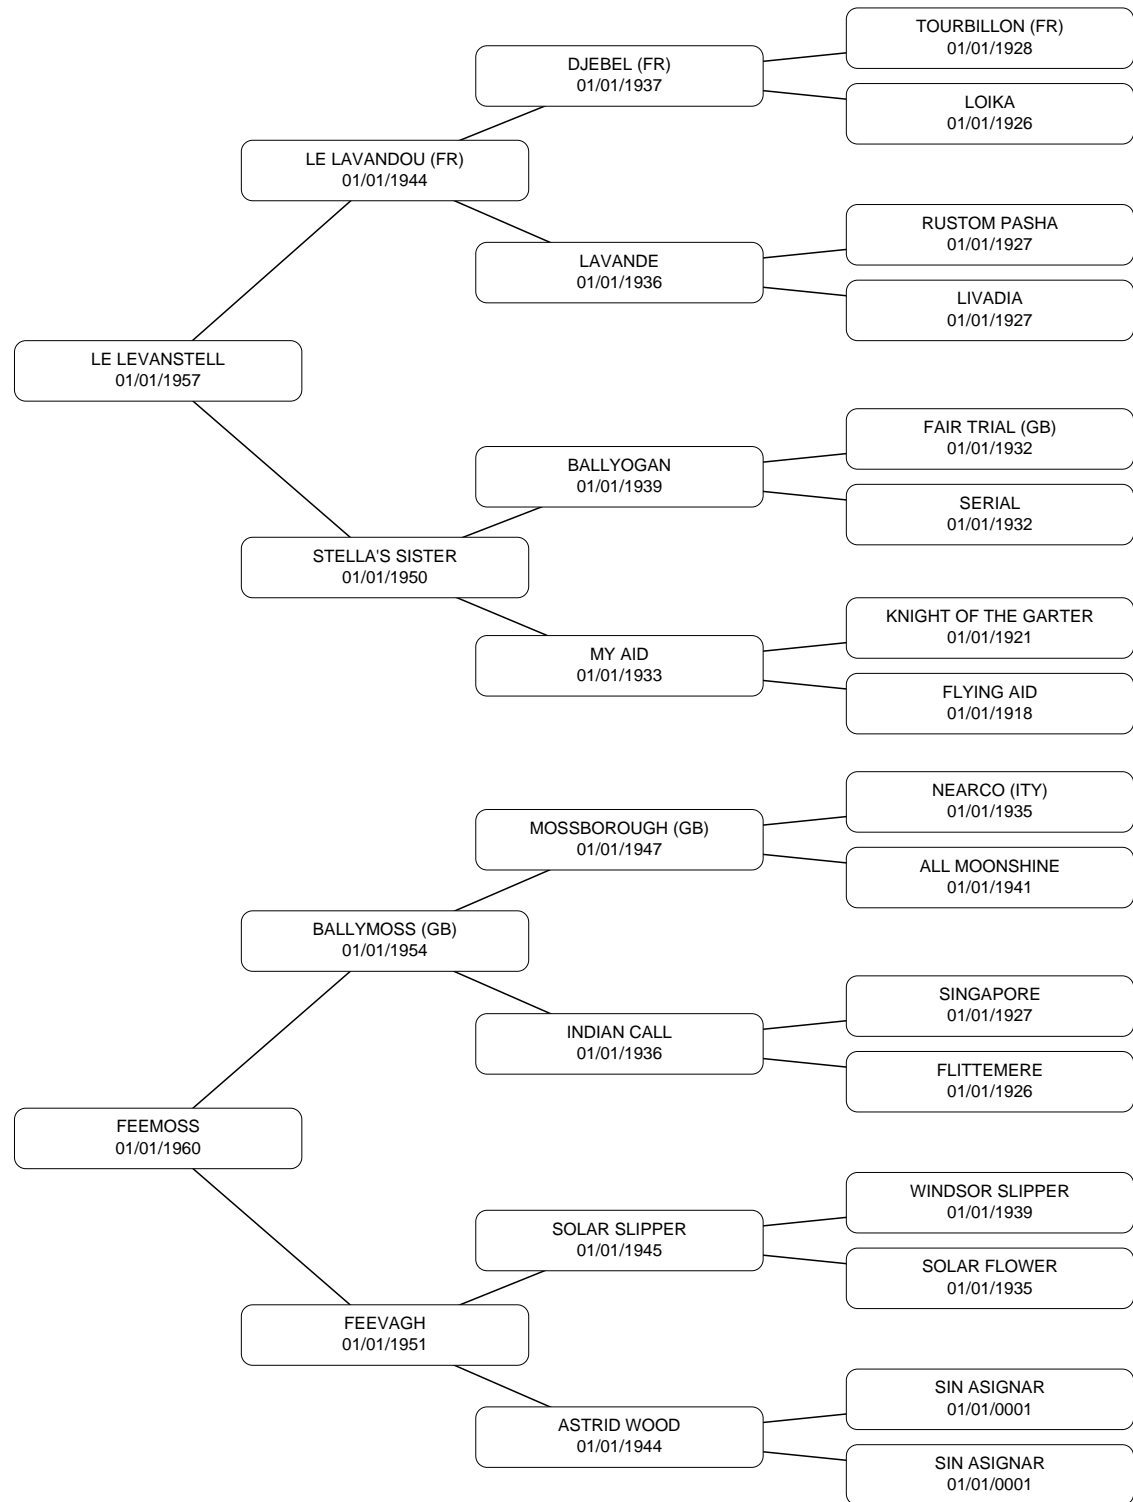 TOURBILLON (FR)
01/01/1928
DJEBEL (FR)
01/01/1937
LOIKA
01/01/1926
LE LAVANDOU (FR)
01/01/1944
RUSTOM PASHA
01/01/1927
LAVANDE
01/01/1936
LIVADIA
01/01/1927
LE LEVANSTELL
01/01/1957
FAIR TRIAL (GB)
01/01/1932
BALLYOGAN
01/01/1939
SERIAL
01/01/1932
STELLA'S SISTER
01/01/1950
KNIGHT OF THE GARTER
01/01/1921
MY AID
01/01/1933
FLYING AID
01/01/1918
NEARCO (ITY)
01/01/1935
MOSSBOROUGH (GB)
01/01/1947
ALL MOONSHINE
01/01/1941
BALLYMOSS (GB)
01/01/1954
SINGAPORE
01/01/1927
INDIAN CALL
01/01/1936
FLITTEMERE
01/01/1926
FEEMOSS
01/01/1960
WINDSOR SLIPPER
01/01/1939
SOLAR SLIPPER
01/01/1945
SOLAR FLOWER
01/01/1935
FEEVAGH
01/01/1951
SIN ASIGNAR
01/01/0001
ASTRID WOOD
01/01/1944
SIN ASIGNAR
01/01/0001